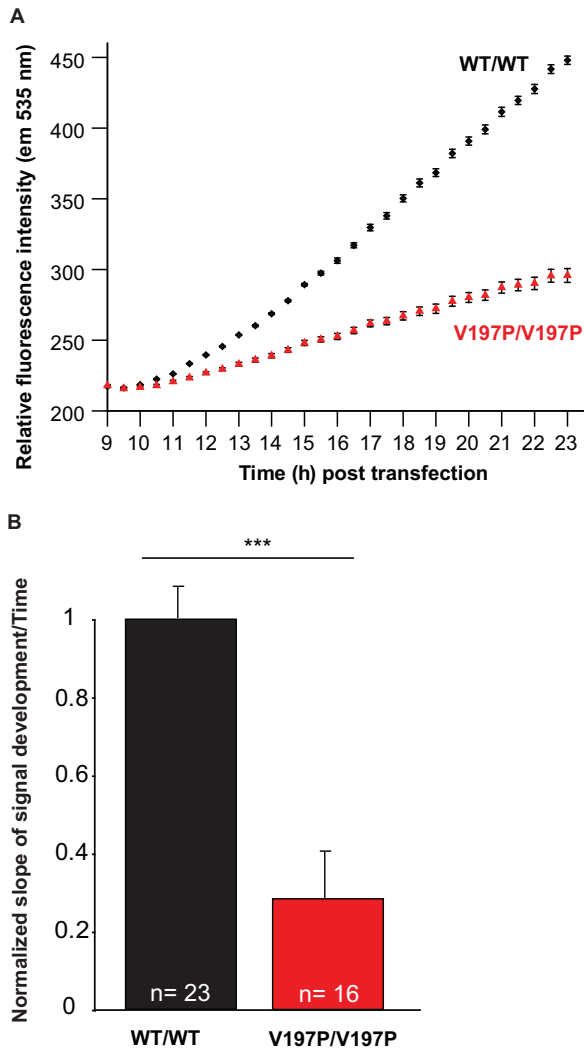 A
Relative fluorescence intensity (em 535 nm)
450
400
350
300
250
200
WT/WT
V197P/V197P
9 10 11 12 13 14 15 16 17 18 19 20 21 22 23
Time (h) post transfection
B
Normalized slope of signal development/Time
***
1
0.8
0.6
0.4
0.2
0
n= 23
n= 16
WT/WT
V197P/V197P